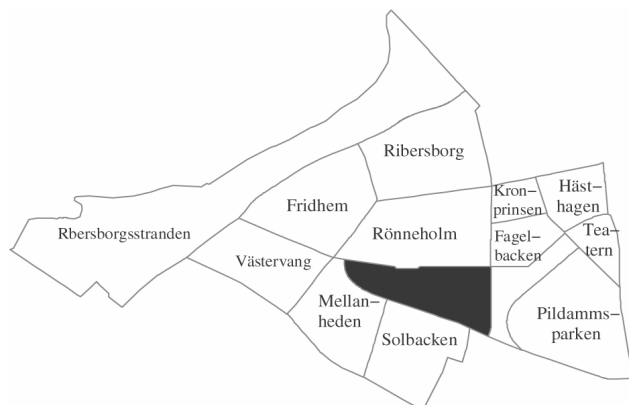 Ribersborg
Kron–
prinsen
Häst–
hagen
Fridhem
Rönneholm
Fagel–
backen
Tea–
tern
Rbersborgsstranden
Västervang
Mellan–
heden
Solbacken
Pildamms-
parken